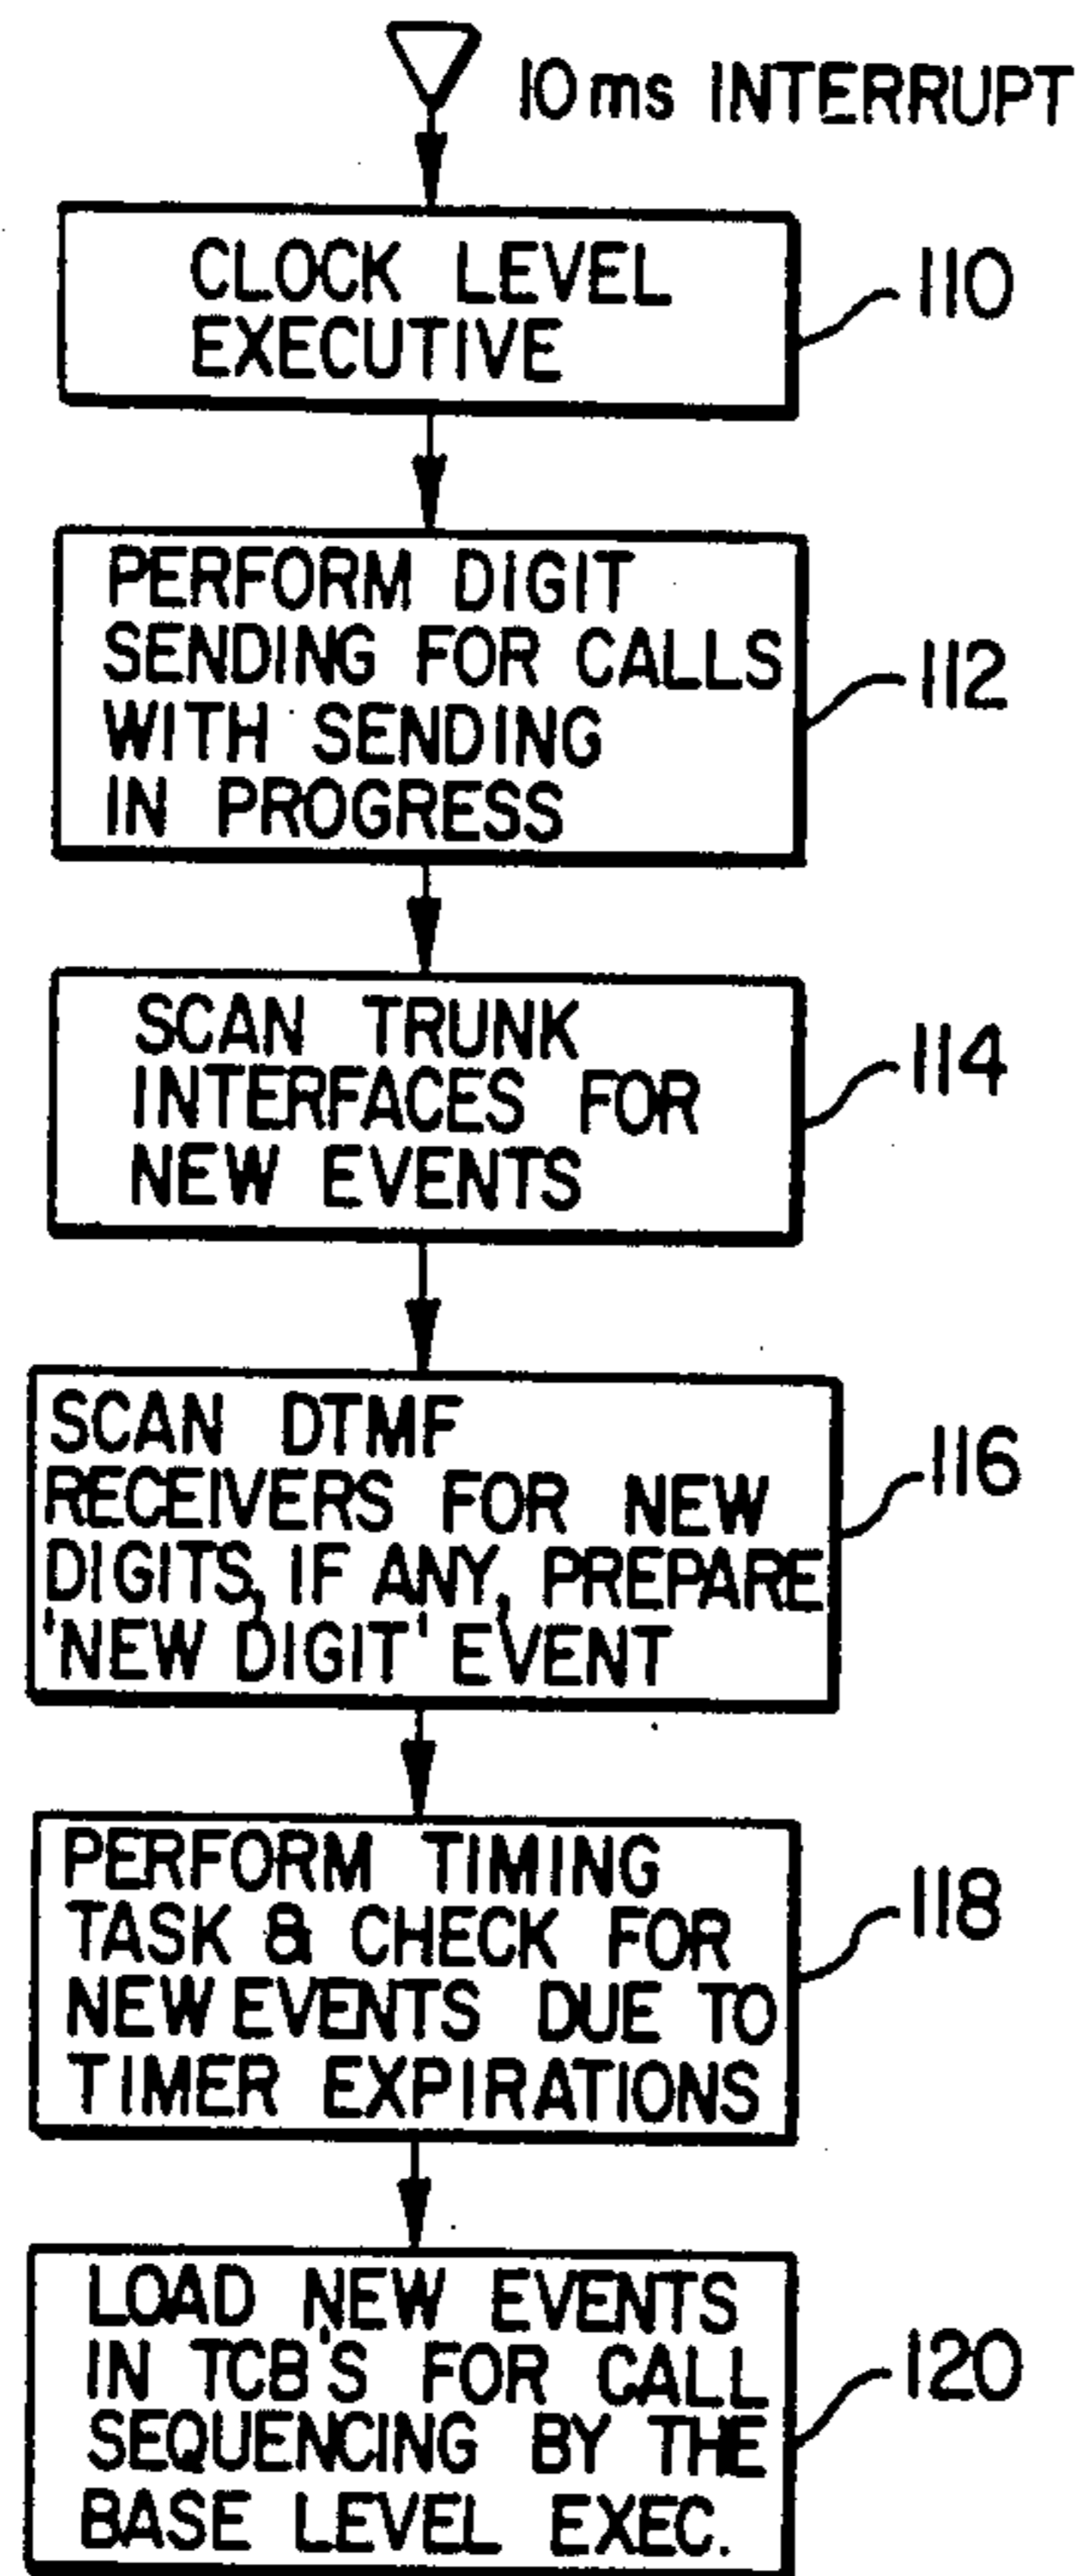 10ms INTERRUPT
CLOCK LEVEL
EXECUTIVE
110
PERFORM DIGIT
SENDING FOR CALLS
WITH SENDING
IN PROGRESS
112
SCAN TRUNK
INTERFACES FOR
NEW EVENTS
114
SCAN DTMF
RECEIVERS FOR NEW
DIGITS, IF ANY, PREPARE
'NEW DIGIT' EVENT
116
PERFORM TIMING
TASK & CHECK FOR
NEW EVENTS DUE TO
TIMER EXPIRATIONS
118
LOAD NEW EVENTS
IN TCB'S FOR CALL
SEQUENCING BY THE
BASE LEVEL EXEC.
120